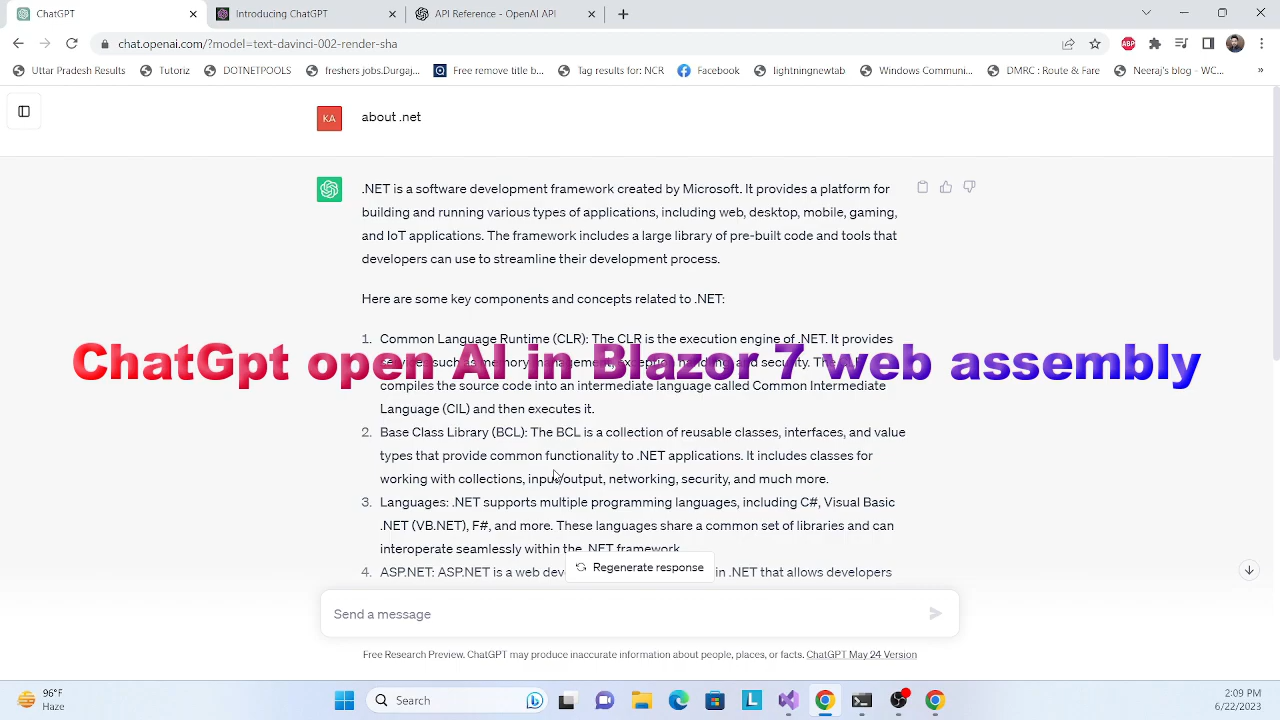 ChatGPT
Introducing ChatGPT
API Reference - OpenAI API
chat.openai.com/?model=text-davinci-002-render-sha
ABP
Uttar Pradesh Results
Tutoriz
DOTNETPOOLS
freshers jobs.Durgaj...
Free remove title b...
Tag results for: NCR
Facebook
lightningnewtab
Windows Communi...
DMRC : Route & Fare
Neeraj's blog - WC...
»
KA
about .net
.NET is a software development framework created by Microsoft. It provides a platform for
building and running various types of applications, including web, desktop, mobile, gaming,
and IoT applications. The framework includes a large library of pre-built code and tools that
developers can use to streamline their development process.
Here are some key components and concepts related to .NET:
1. Common Language Runtime (CLR): The CLR is the execution engine of .NET. It provides
ChatGpt open AI in Blazor 7 web assembly
and security. The
compiles the source code into an intermediate language called Common Intermediate
Language (CIL) and then executes it.
2. Base Class Library (BCL): The BCL is a collection of reusable classes, interfaces, and value
types that provide common functionality to .NET applications. It includes classes for
working with collections, input/output, networking, security, and much more.
3. Languages: .NET supports multiple programming languages, including C#, Visual Basic
.NET (VB.NET), F#, and more. These languages share a common set of libraries and can
interoperate seamlessly within the .NET framework.
4. ASP.NET: ASP.NET is a web dev
in .NET that allows developers
Regenerate response
Send a message
Free Research Preview. ChatGPT may produce inaccurate information about people, places, or facts. ChatGPT May 24 Version
96°F
Haze
Search
L
2:09 PM
6/22/2023